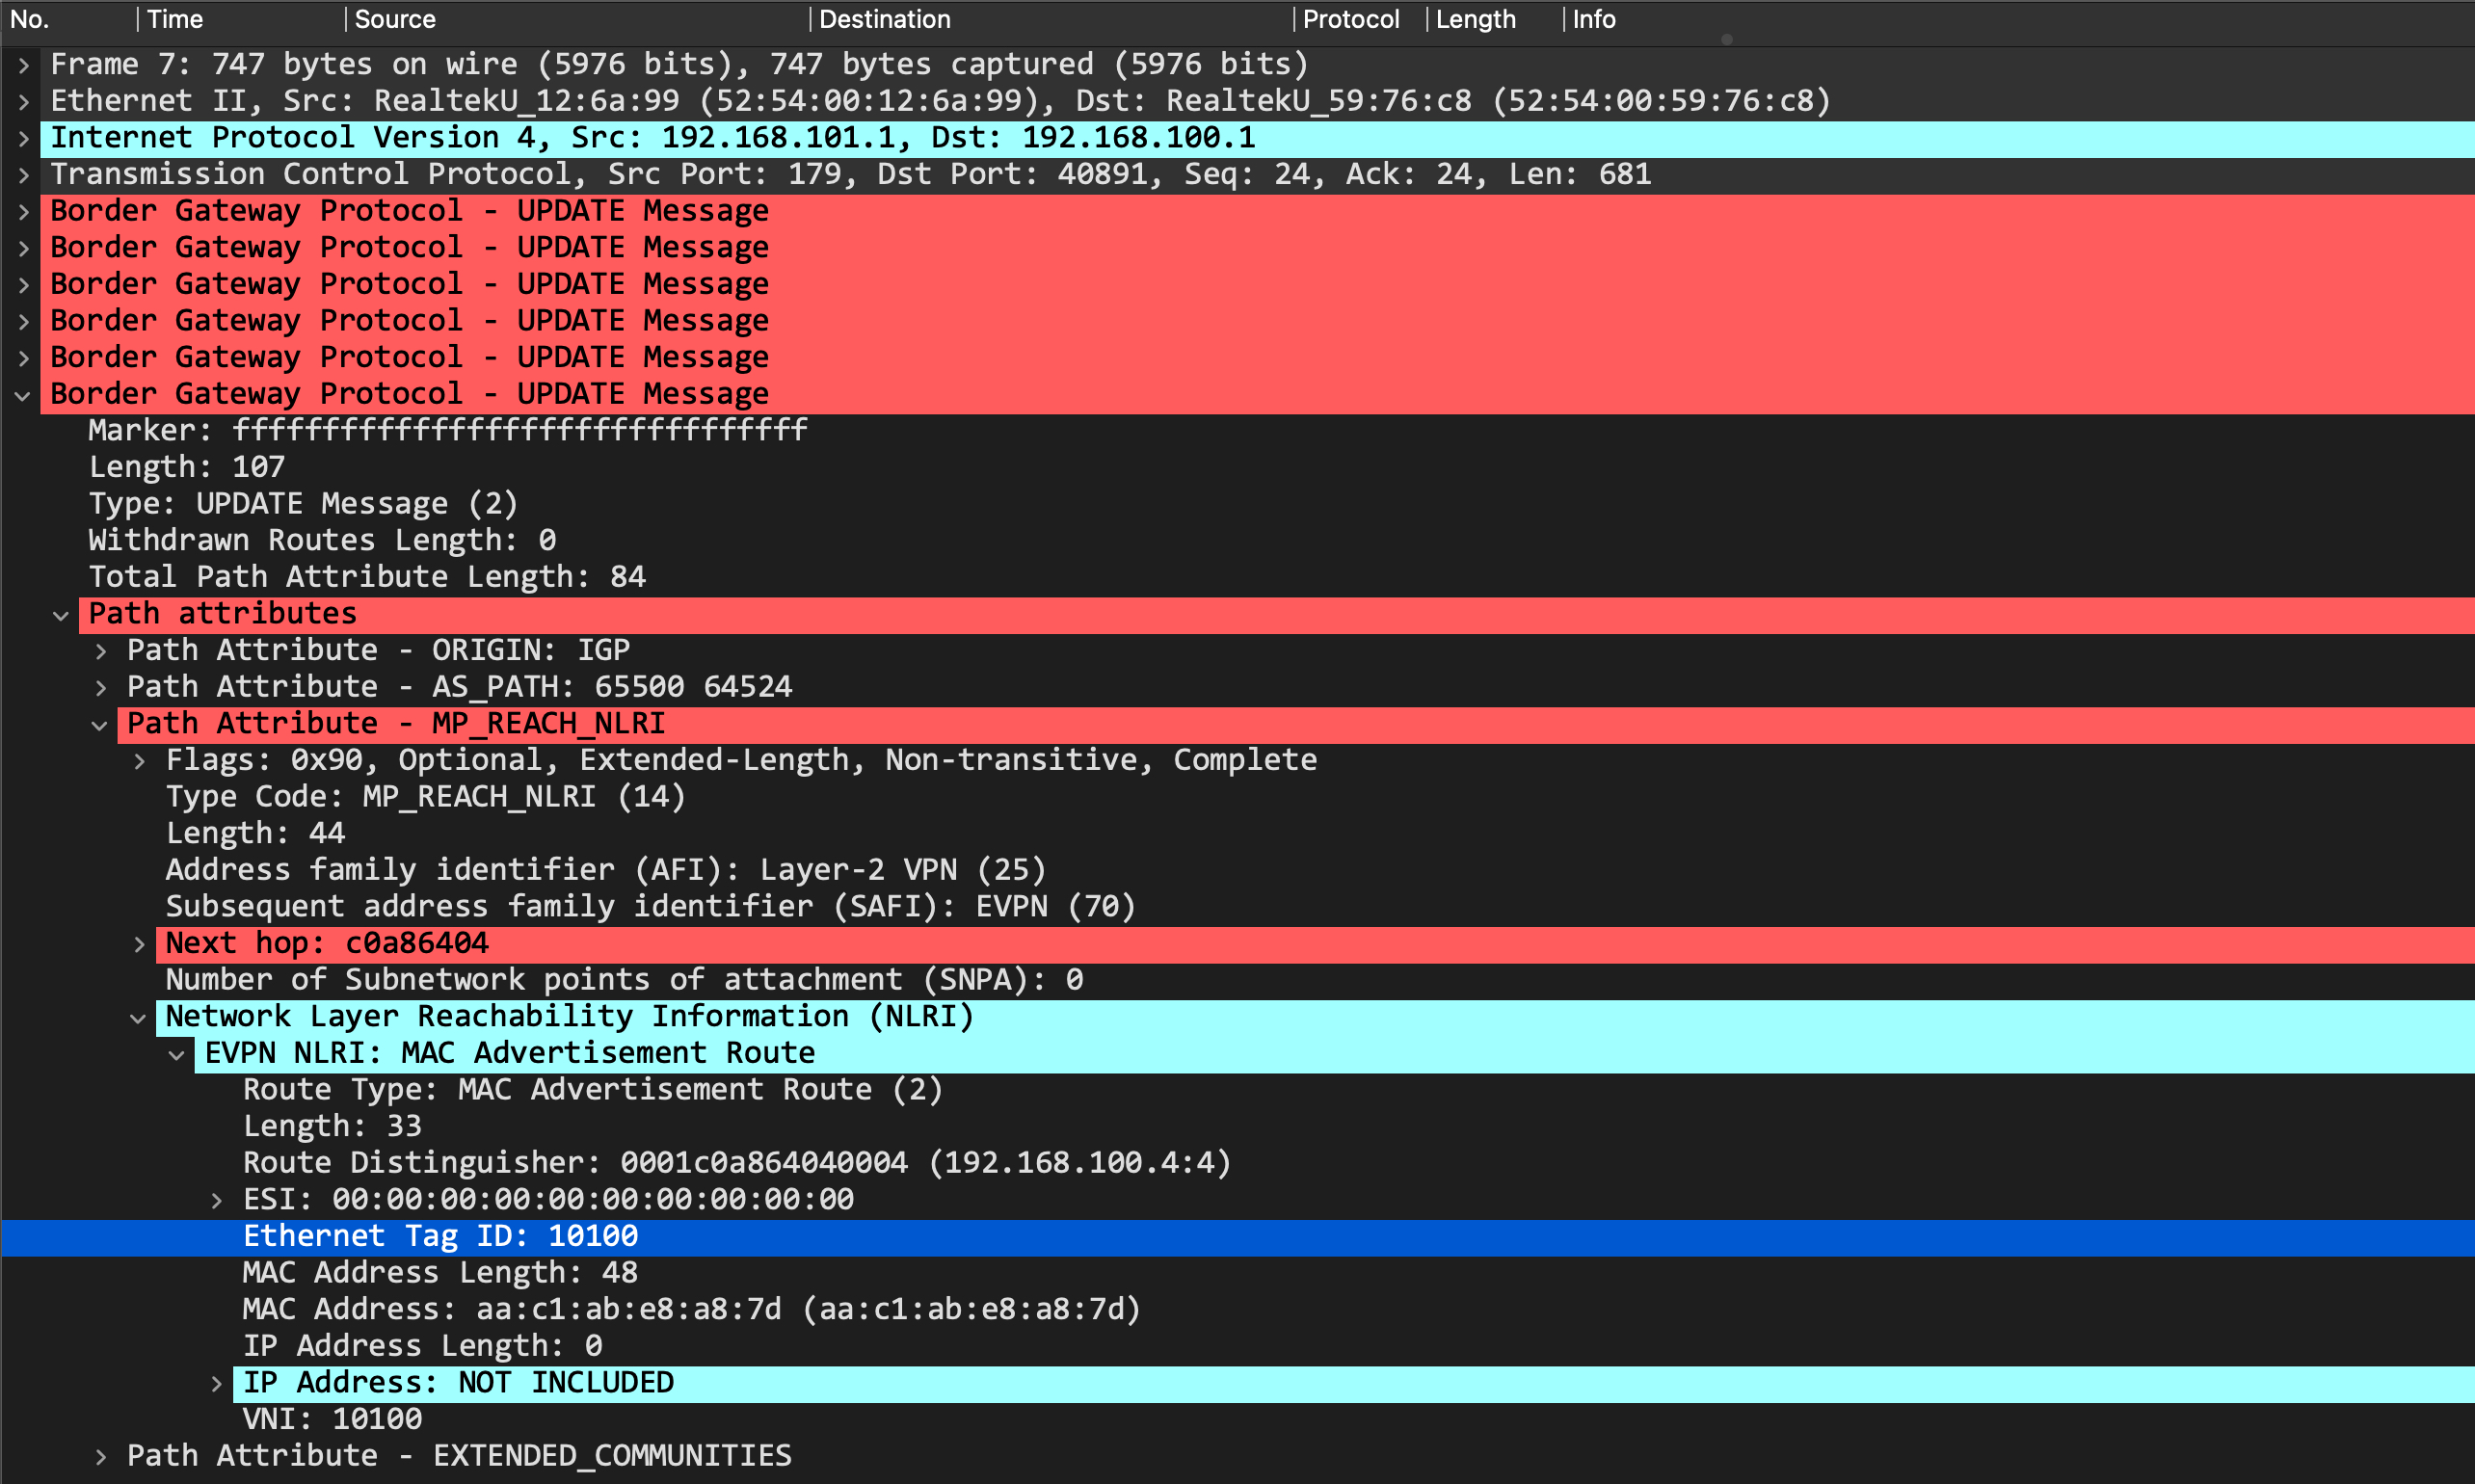 No. Time Source Destination Protocol Length Info
Frame 7: 747 bytes on wire (5976 bits), 747 bytes captured (5976 bits)
Ethernet II, Src: RealtekU_12:6a:99 (52:54:00:12:6a:99), Dst: RealtekU_59:76:c8 (52:54:00:59:76:c8)
Internet Protocol Version 4, Src: 192.168.101.1, Dst: 192.168.100.1
Transmission Control Protocol, Src Port: 179, Dst Port: 40891, Seq: 24, Ack: 24, Len: 681
Border Gateway Protocol - UPDATE Message
Border Gateway Protocol - UPDATE Message
Border Gateway Protocol - UPDATE Message
Border Gateway Protocol - UPDATE Message
Border Gateway Protocol - UPDATE Message
Border Gateway Protocol - UPDATE Message
Marker: ffffffffffffffffffffffffffffffff
Length: 107
Type: UPDATE Message (2)
Withdrawn Routes Length: 0
Total Path Attribute Length: 84
Path attributes
Path Attribute - ORIGIN: IGP
Path Attribute - AS_PATH: 65500 64524
Path Attribute - MP_REACH_NLRI
Flags: 0x90, Optional, Extended-Length, Non-transitive, Complete
Type Code: MP_REACH_NLRI (14)
Length: 44
Address family identifier (AFI): Layer-2 VPN (25)
Subsequent address family identifier (SAFI): EVPN (70)
Next hop: c0a86404
Number of Subnetwork points of attachment (SNPA): 0
Network Layer Reachability Information (NLRI)
EVPN NLRI: MAC Advertisement Route
Route Type: MAC Advertisement Route (2)
Length: 33
Route Distinguisher: 0001c0a864040004 (192.168.100.4:4)
ESI: 00:00:00:00:00:00:00:00:00:00
Ethernet Tag ID: 10100
MAC Address Length: 48
MAC Address: aa:c1:ab:e8:a8:7d (aa:c1:ab:e8:a8:7d)
IP Address Length: 0
IP Address: NOT INCLUDED
VNI: 10100
Path Attribute - EXTENDED_COMMUNITIES